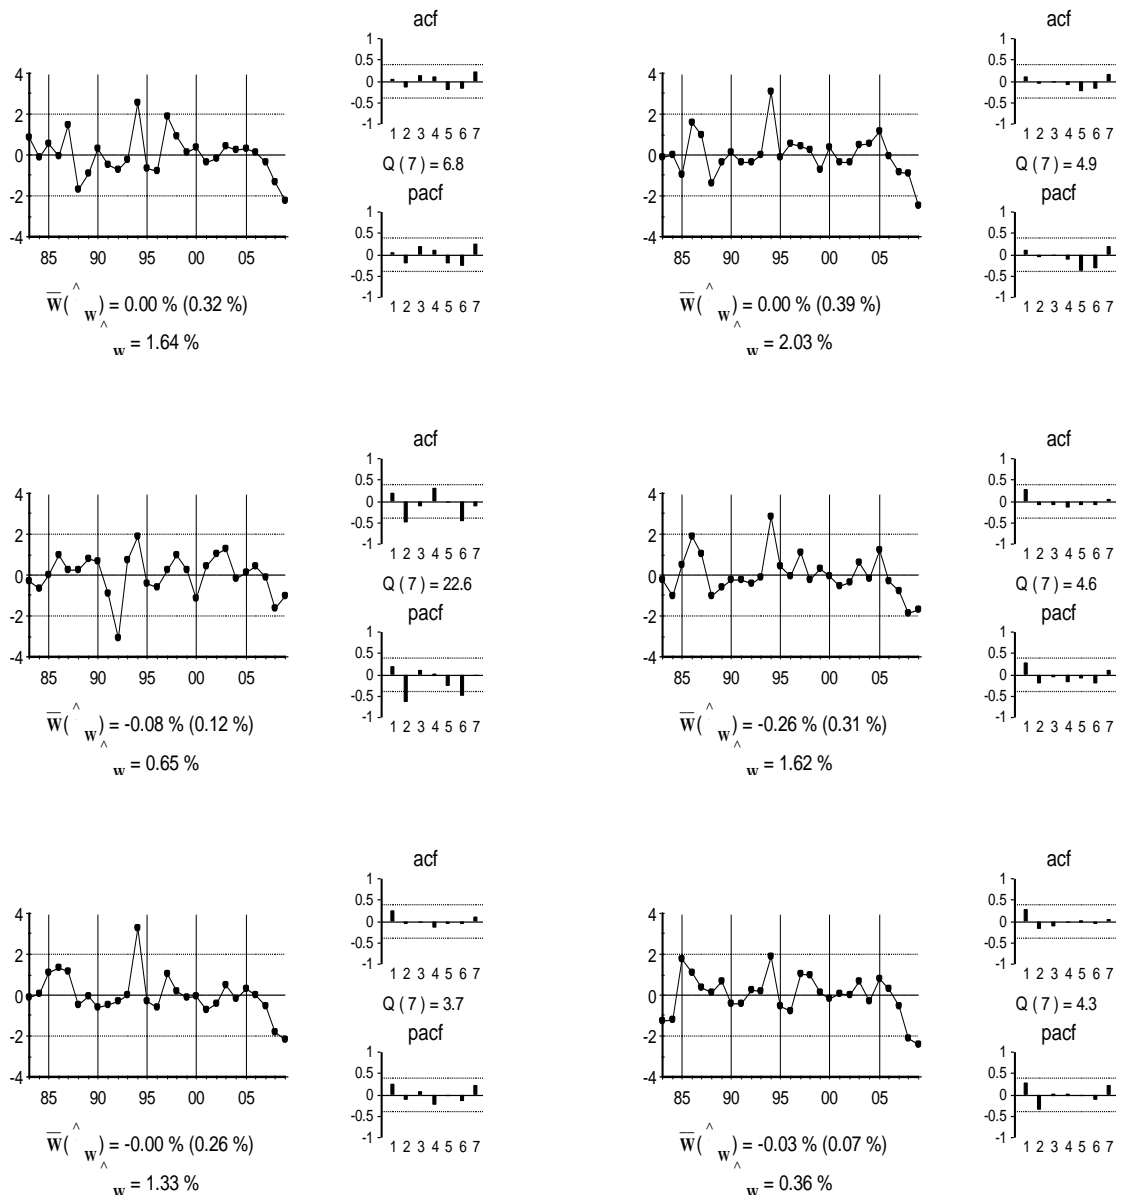 acf
1
0.5
0
-0.5
-1
1 2 3 4 5 6 7
Q ( 7 ) = 6.8
pacf
1
0.5
0
-0.5
-1
1 2 3 4 5 6 7
4
2
0
-2
-4
85 90 95 00 05
W̅(^w) = 0.00 % (0.32 %)
^w = 1.64 %
acf
1
0.5
0
-0.5
-1
1 2 3 4 5 6 7
Q ( 7 ) = 4.9
pacf
1
0.5
0
-0.5
-1
1 2 3 4 5 6 7
4
2
0
-2
-4
85 90 95 00 05
W̅(^w) = 0.00 % (0.39 %)
^w = 2.03 %
acf
1
0.5
0
-0.5
-1
1 2 3 4 5 6 7
Q ( 7 ) = 22.6
pacf
1
0.5
0
-0.5
-1
1 2 3 4 5 6 7
4
2
0
-2
-4
85 90 95 00 05
W̅(^w) = -0.08 % (0.12 %)
^w = 0.65 %
acf
1
0.5
0
-0.5
-1
1 2 3 4 5 6 7
Q ( 7 ) = 4.6
pacf
1
0.5
0
-0.5
-1
1 2 3 4 5 6 7
4
2
0
-2
-4
85 90 95 00 05
W̅(^w) = -0.26 % (0.31 %)
^w = 1.62 %
acf
1
0.5
0
-0.5
-1
1 2 3 4 5 6 7
Q ( 7 ) = 3.7
pacf
1
0.5
0
-0.5
-1
1 2 3 4 5 6 7
4
2
0
-2
-4
85 90 95 00 05
W̅(^w) = -0.00 % (0.26 %)
^w = 1.33 %
acf
1
0.5
0
-0.5
-1
1 2 3 4 5 6 7
Q ( 7 ) = 4.3
pacf
1
0.5
0
-0.5
-1
1 2 3 4 5 6 7
4
2
0
-2
-4
85 90 95 00 05
W̅(^w) = -0.03 % (0.07 %)
^w = 0.36 %